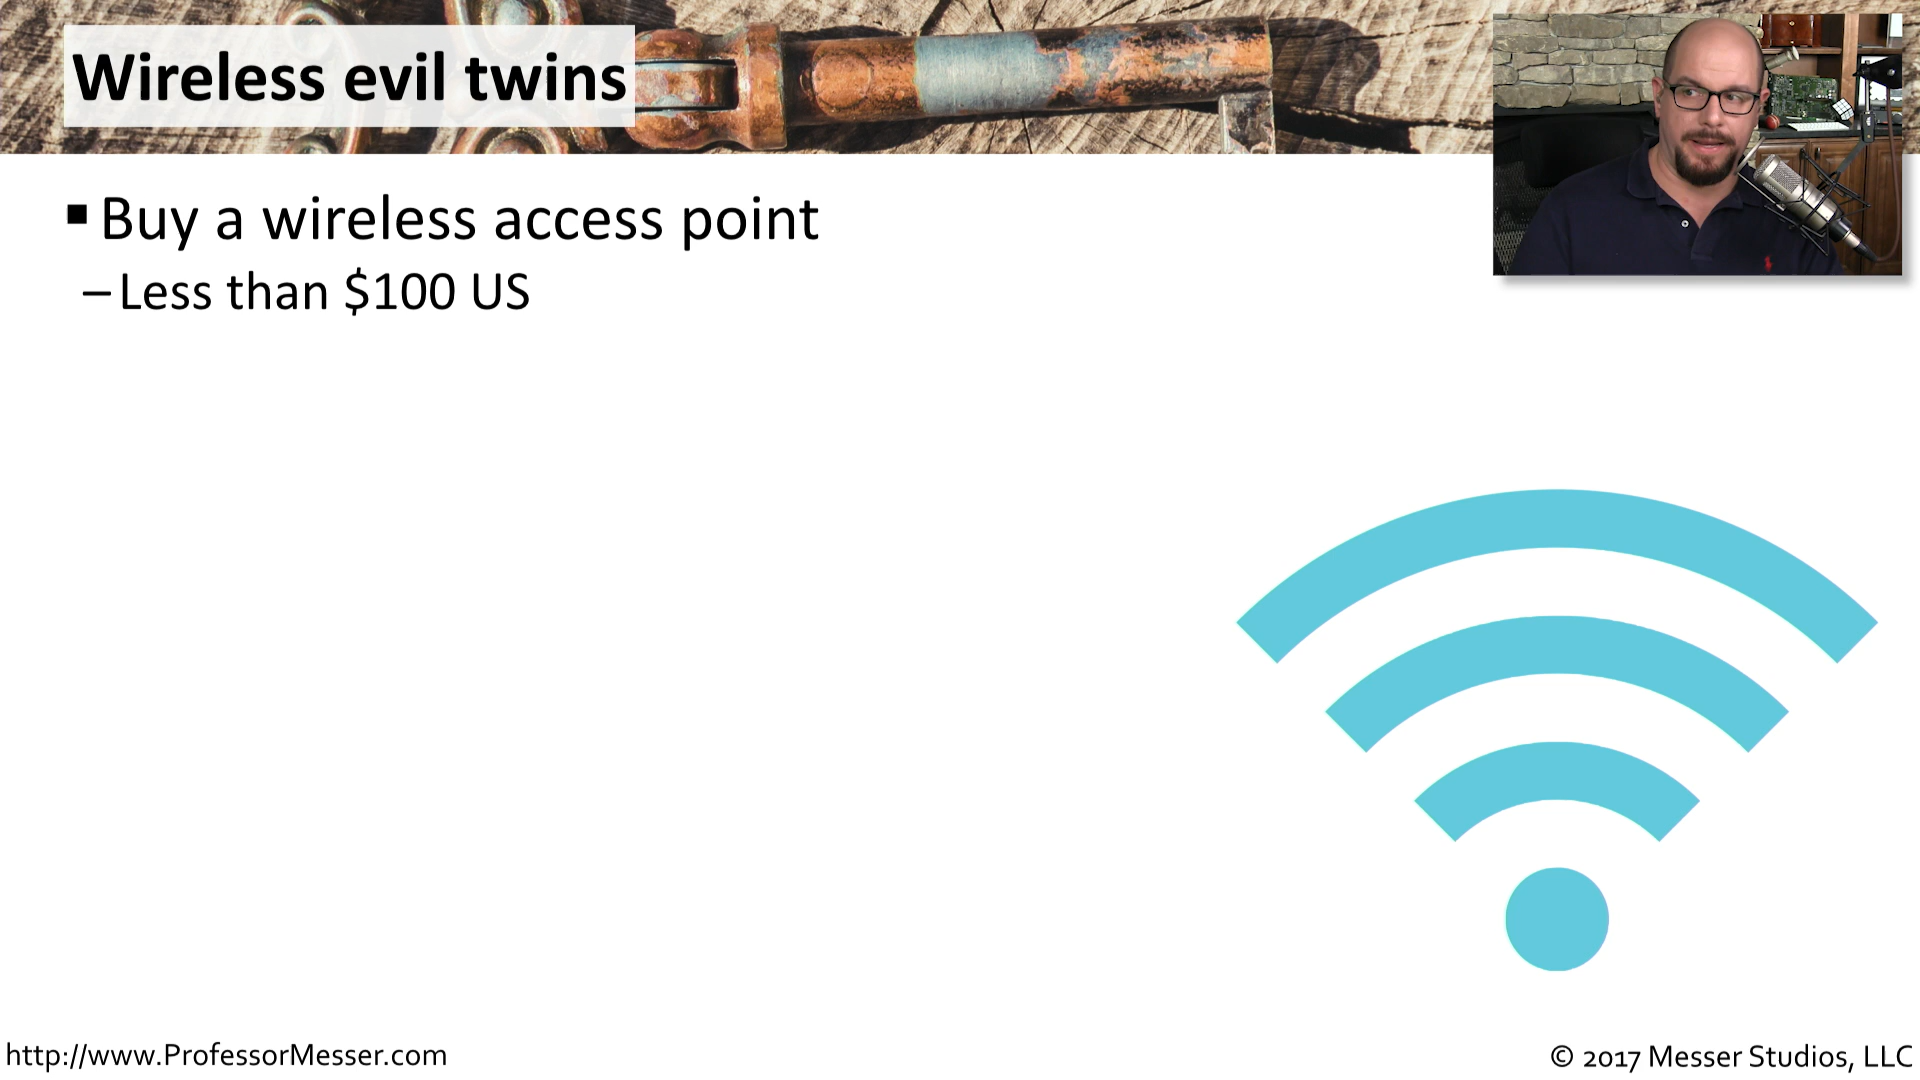 Wireless evil twins
▪ Buy a wireless access point
– Less than $100 US
http://www.ProfessorMesser.com
© 2017 Messer Studios, LLC